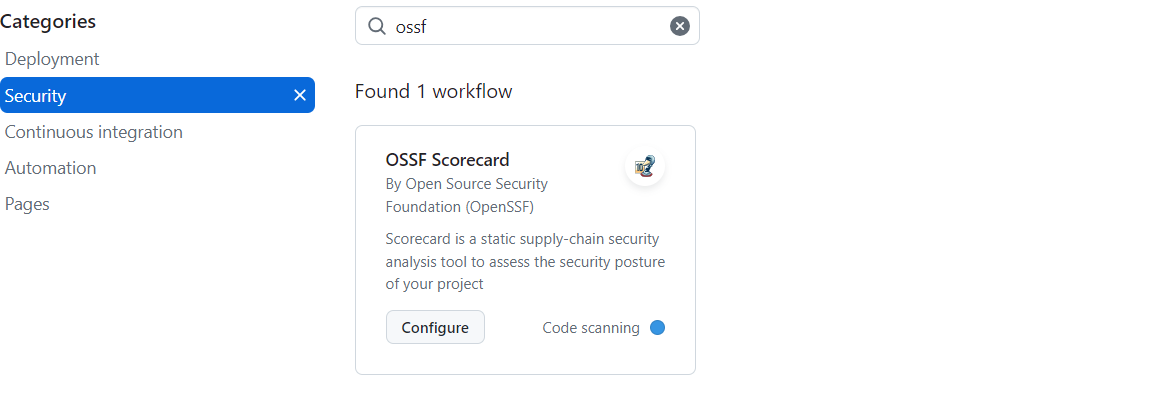 Categories
Deployment
Security
Continuous integration
Automation
Pages
ossf
Found 1 workflow
OSSF Scorecard
By Open Source Security
Foundation (OpenSSF)
Scorecard is a static supply-chain security
analysis tool to assess the security posture
of your project
Configure
Code scanning